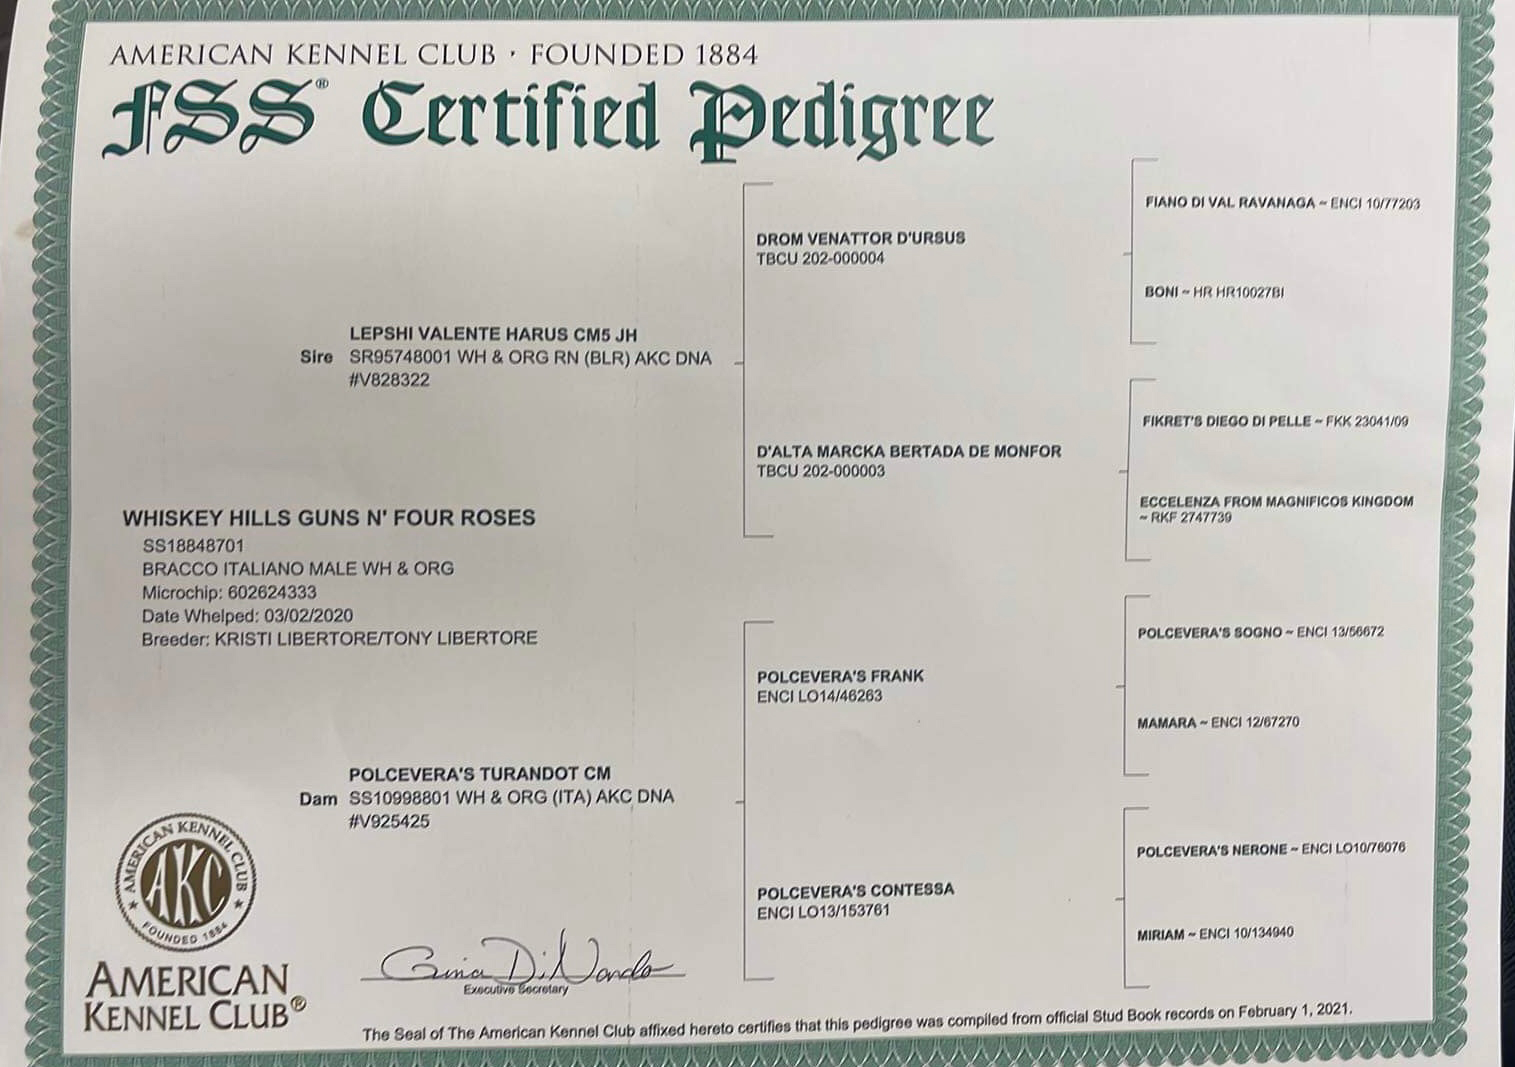 AMERICAN KENNEL CLUB · FOUNDED 1884
FSS® Certified Pedigree
FIANO DI VAL RAVANAGA ~ ENCI 10/77203
DROM VENATTOR D'URSUS
TBCU 202-000004
BONI ~ HR HR10027BI
LEPSHI VALENTE HARUS CM5 JH
Sire SR95748001 WH & ORG RN (BLR) AKC DNA
#V828322
FIKRET'S DIEGO DI PELLE ~ FKK 23041/09
D'ALTA MARCKA BERTADA DE MONFOR
TBCU 202-000003
ECCELENZA FROM MAGNIFICOS KINGDOM
~ RKF 2747739
WHISKEY HILLS GUNS N' FOUR ROSES
SS18848701
BRACCO ITALIANO MALE WH & ORG
Microchip: 602624333
Date Whelped: 03/02/2020
Breeder: KRISTI LIBERTORE/TONY LIBERTORE
POLCEVERA'S SOGNO ~ ENCI 13/56672
POLCEVERA'S FRANK
ENCI LO14/46263
MAMARA ~ ENCI 12/67270
POLCEVERA'S TURANDOT CM
Dam SS10998801 WH & ORG (ITA) AKC DNA
#V925425
POLCEVERA'S NERONE ~ ENCI LO10/76076
POLCEVERA'S CONTESSA
ENCI LO13/153761
MIRIAM ~ ENCI 10/134940
AMERICAN KENNEL CLUB
AKC
FOUNDED 1884
AMERICAN
KENNEL CLUB®
Gina DiNardo
Executive Secretary
The Seal of The American Kennel Club affixed hereto certifies that this pedigree was compiled from official Stud Book records on February 1, 2021.